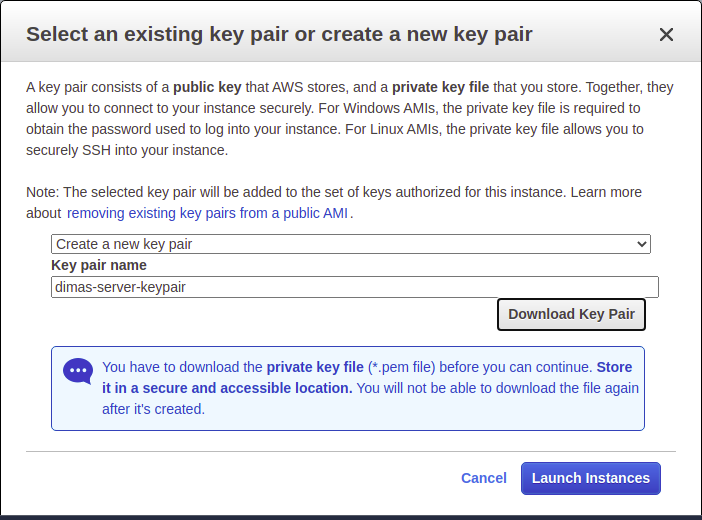 Select an existing key pair or create a new key pair
A key pair consists of a public key that AWS stores, and a private key file that you store. Together, they
allow you to connect to your instance securely. For Windows AMIs, the private key file is required to
obtain the password used to log into your instance. For Linux AMIs, the private key file allows you to
securely SSH into your instance.
Note: The selected key pair will be added to the set of keys authorized for this instance. Learn more
about removing existing key pairs from a public AMI.
Create a new key pair
Key pair name
dimas-server-keypair
Download Key Pair
You have to download the private key file (*.pem file) before you can continue. Store
it in a secure and accessible location. You will not be able to download the file again
after it's created.
Cancel Launch Instances